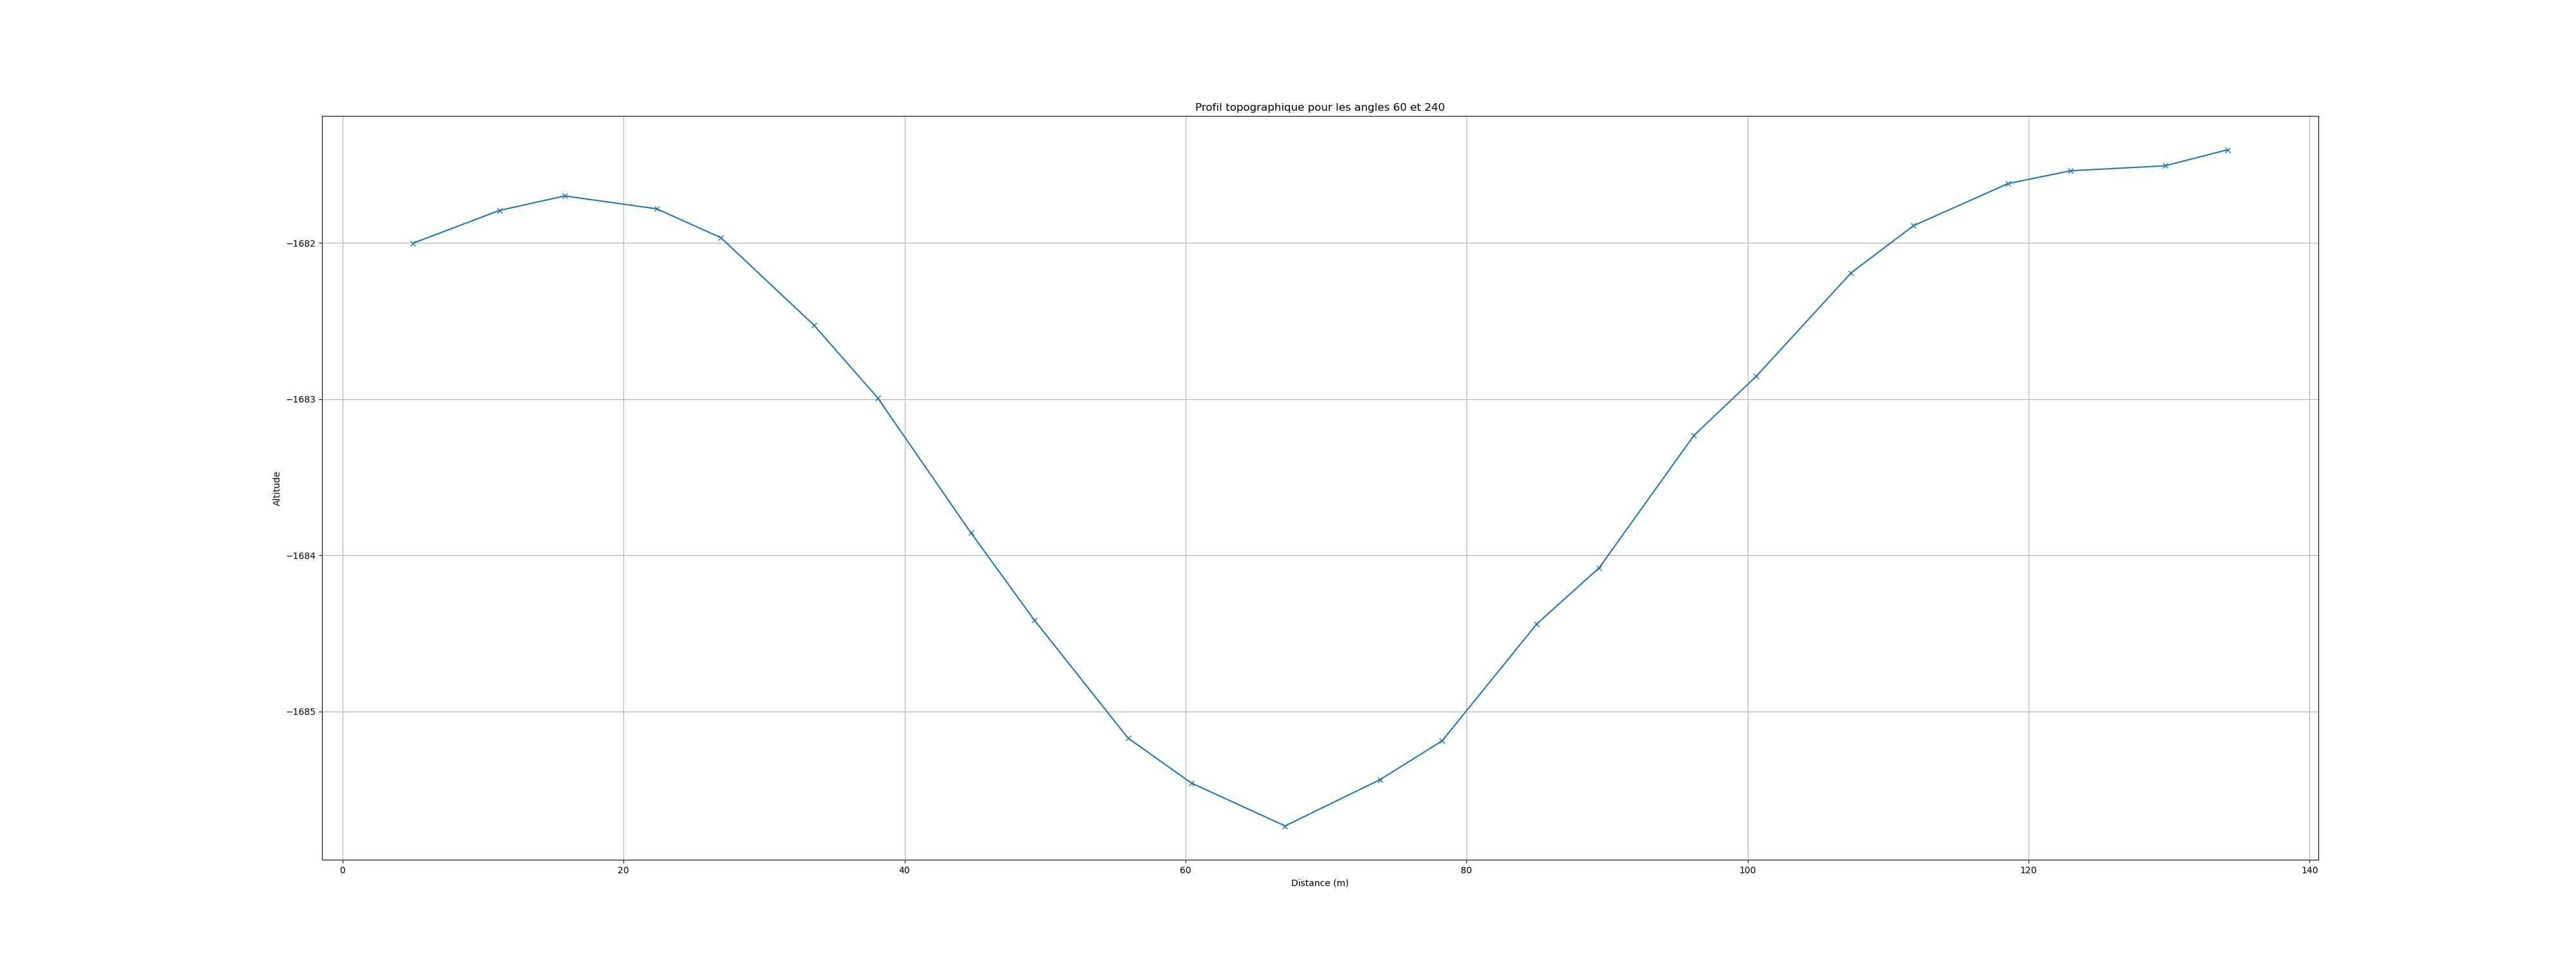 Profil topographique pour les angles 60 et 240
−1682
−1683
−1684
−1685
Altitude
0 20 40 60 80 100 120 140
Distance (m)